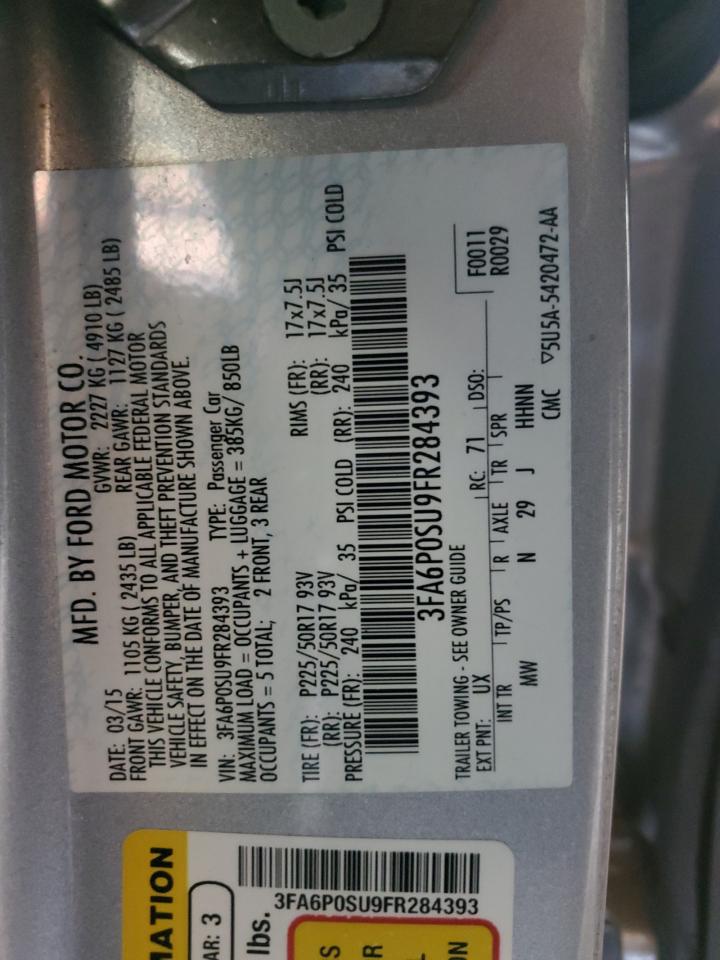 MFD. BY FORD MOTOR CO.
DATE: 03/15 GVWR: 2227 KG ( 4910 LB)
FRONT GAWR: 1105 KG ( 2435 LB) REAR GAWR: 1127 KG ( 2485 LB)
THIS VEHICLE CONFORMS TO ALL APPLICABLE FEDERAL MOTOR
VEHICLE SAFETY, BUMPER, AND THEFT PREVENTION STANDARDS
IN EFFECT ON THE DATE OF MANUFACTURE SHOWN ABOVE.
VIN: 3FA6P0SU9FR284393 TYPE: Passenger Car
MAXIMUM LOAD = OCCUPANTS + LUGGAGE = 385KG/ 850LB
OCCUPANTS = 5 TOTAL; 2 FRONT, 3 REAR
TIRE (FR): P225/50R17 93V RIMS (FR): 17x7.5J
(RR): P225/50R17 93V (RR): 17x7.5J
PRESSURE (FR): 240 kPa/ 35 PSI COLD (RR): 240 kPa/ 35 PSI COLD
3FA6P0SU9FR284393
TRAILER TOWING - SEE OWNER GUIDE
F0011
EXT PNT: UX RC: 71 DSO: R0029
INT TR TP/PS R AXLE TR SPR
MW N 29 J HHNN
CMC ▽5U5A-5420472-AA
MATION
AR: 3
lbs.
3FA6P0SU9FR284393
S
R
L
ON